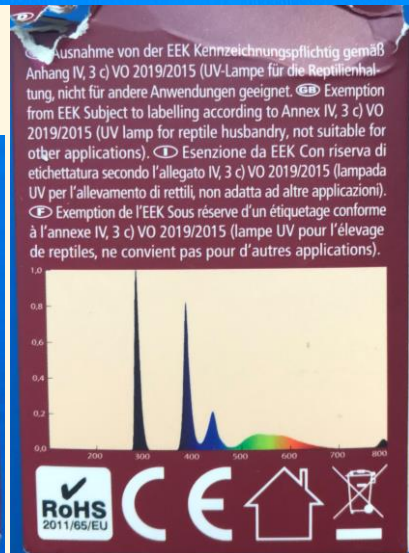 D
Ausnahme von der EEK Kennzeichnungspflichtig gemäß
Anhang IV, 3 c) VO 2019/2015 (UV-Lampe für die Reptilienhal-
tung, nicht für andere Anwendungen geeignet. GB Exemption
from EEK Subject to labelling according to Annex IV, 3 c) VO
2019/2015 (UV lamp for reptile husbandry, not suitable for
other applications). I Esenzione da EEK Con riserva di
etichettatura secondo l’allegato IV, 3 c) VO 2019/2015 (lampada
UV per l’allevamento di rettili, non adatta ad altre applicazioni).
F Exemption de l’EEK Sous réserve d’un étiquetage conforme
à l’annexe IV, 3 c) VO 2019/2015 (lampe UV pour l’élevage
de reptiles, ne convient pas pour d’autres applications).
1,0
0,8
0,6
0,4
0,2
0,0
200 300 400 500 600 700 800
RoHS
2011/65/EU
CE